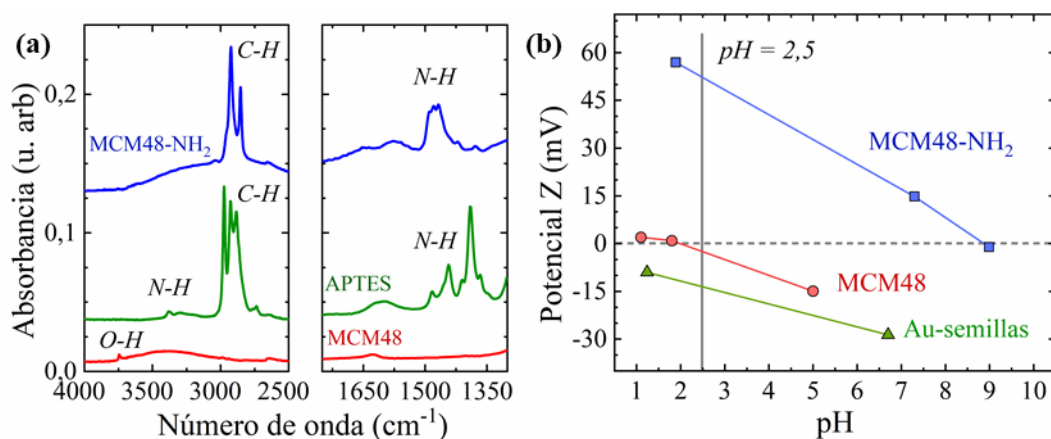 (a)
Absorbancia (u. arb)
0,2
0,1
0,0
C-H
MCM48-NH₂
C-H
N-H
O-H
4000 3500 3000 2500
N-H
N-H
APTES
MCM48
1650 1500 1350
Número de onda (cm⁻¹)
(b)
Potencial Z (mV)
60
45
30
15
0
-15
-30
pH = 2,5
MCM48-NH₂
MCM48
Au-semillas
1 2 3 4 5 6 7 8 9 10
pH